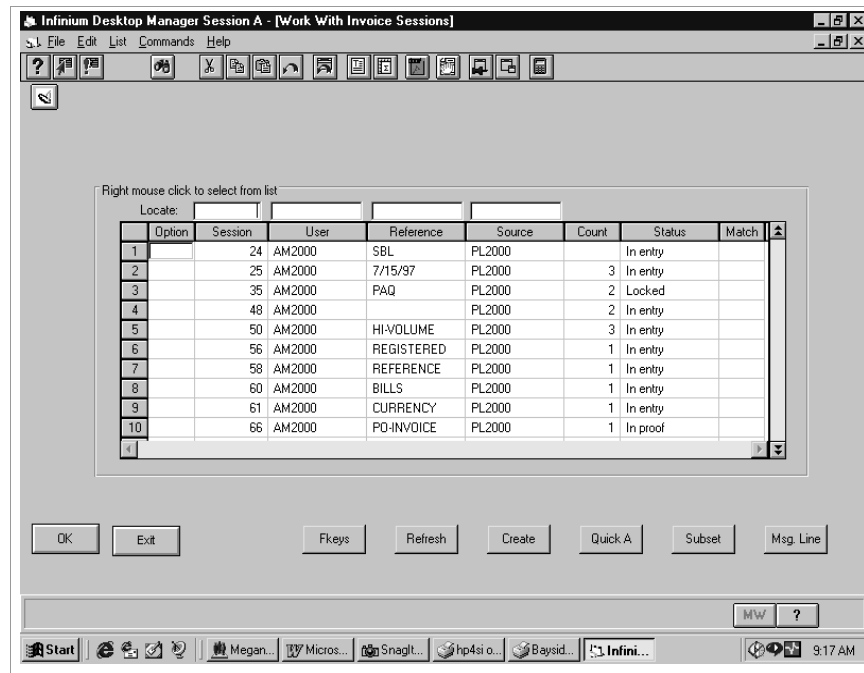 Infinium Desktop Manager Session A - [Work With Invoice Sessions]
File Edit List Commands Help
Right mouse click to select from list
Locate:
Option Session User Reference Source Count Status Match
1 24 AM2000 SBL PL2000 In entry
2 25 AM2000 7/15/97 PL2000 3 In entry
3 35 AM2000 PAQ PL2000 2 Locked
4 48 AM2000 PL2000 2 In entry
5 50 AM2000 HI-VOLUME PL2000 3 In entry
6 56 AM2000 REGISTERED PL2000 1 In entry
7 58 AM2000 REFERENCE PL2000 1 In entry
8 60 AM2000 BILLS PL2000 1 In entry
9 61 AM2000 CURRENCY PL2000 1 In entry
10 66 AM2000 PO-INVOICE PL2000 1 In proof
OK Exit Fkeys Refresh Create Quick A Subset Msg. Line
MW ?
Start Megan... Micros... SnagIt... hp4si o... Baysid... Infini... 9:17 AM